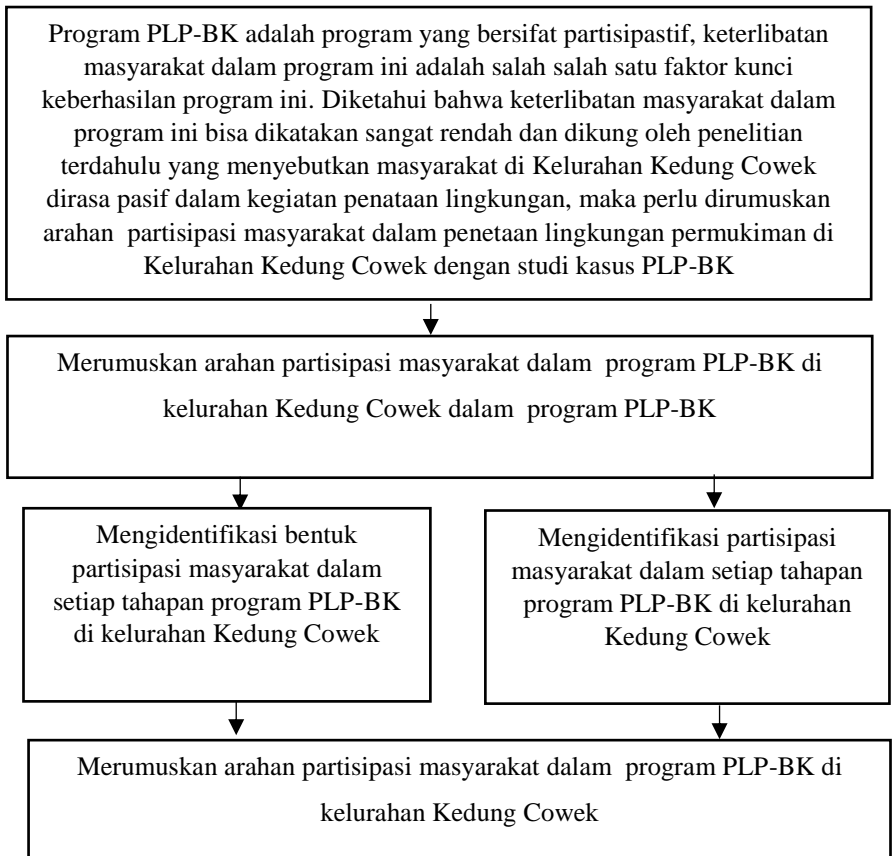 Program PLP-BK adalah program yang bersifat partisipastif, keterlibatan
masyarakat dalam program ini adalah salah salah satu faktor kunci
keberhasilan program ini. Diketahui bahwa keterlibatan masyarakat dalam
program ini bisa dikatakan sangat rendah dan dikung oleh penelitian
terdahulu yang menyebutkan masyarakat di Kelurahan Kedung Cowek
dirasa pasif dalam kegiatan penataan lingkungan, maka perlu dirumuskan
arahan partisipasi masyarakat dalam penetaan lingkungan permukiman di
Kelurahan Kedung Cowek dengan studi kasus PLP-BK
Merumuskan arahan partisipasi masyarakat dalam program PLP-BK di
kelurahan Kedung Cowek dalam program PLP-BK
Mengidentifikasi bentuk
partisipasi masyarakat dalam
setiap tahapan program PLP-BK
di kelurahan Kedung Cowek
Mengidentifikasi partisipasi
masyarakat dalam setiap tahapan
program PLP-BK di kelurahan
Kedung Cowek
Merumuskan arahan partisipasi masyarakat dalam program PLP-BK di
kelurahan Kedung Cowek